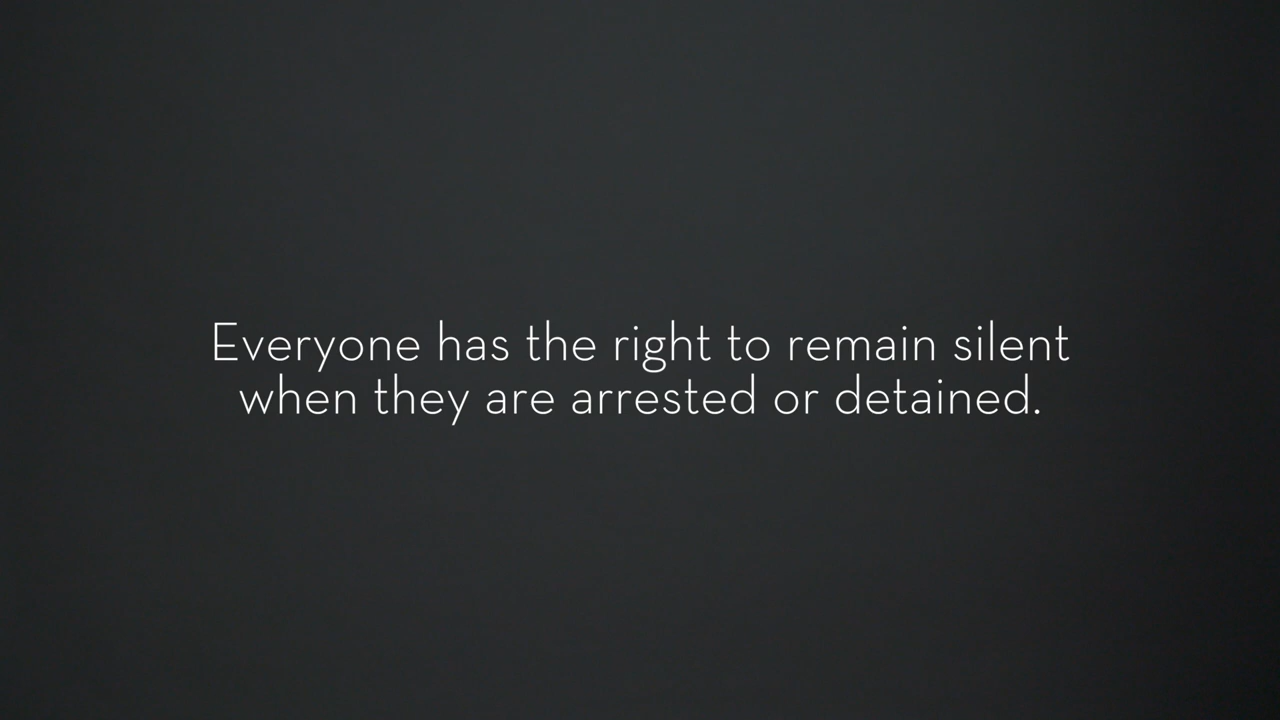 Everyone has the right to remain silent
when they are arrested or detained.